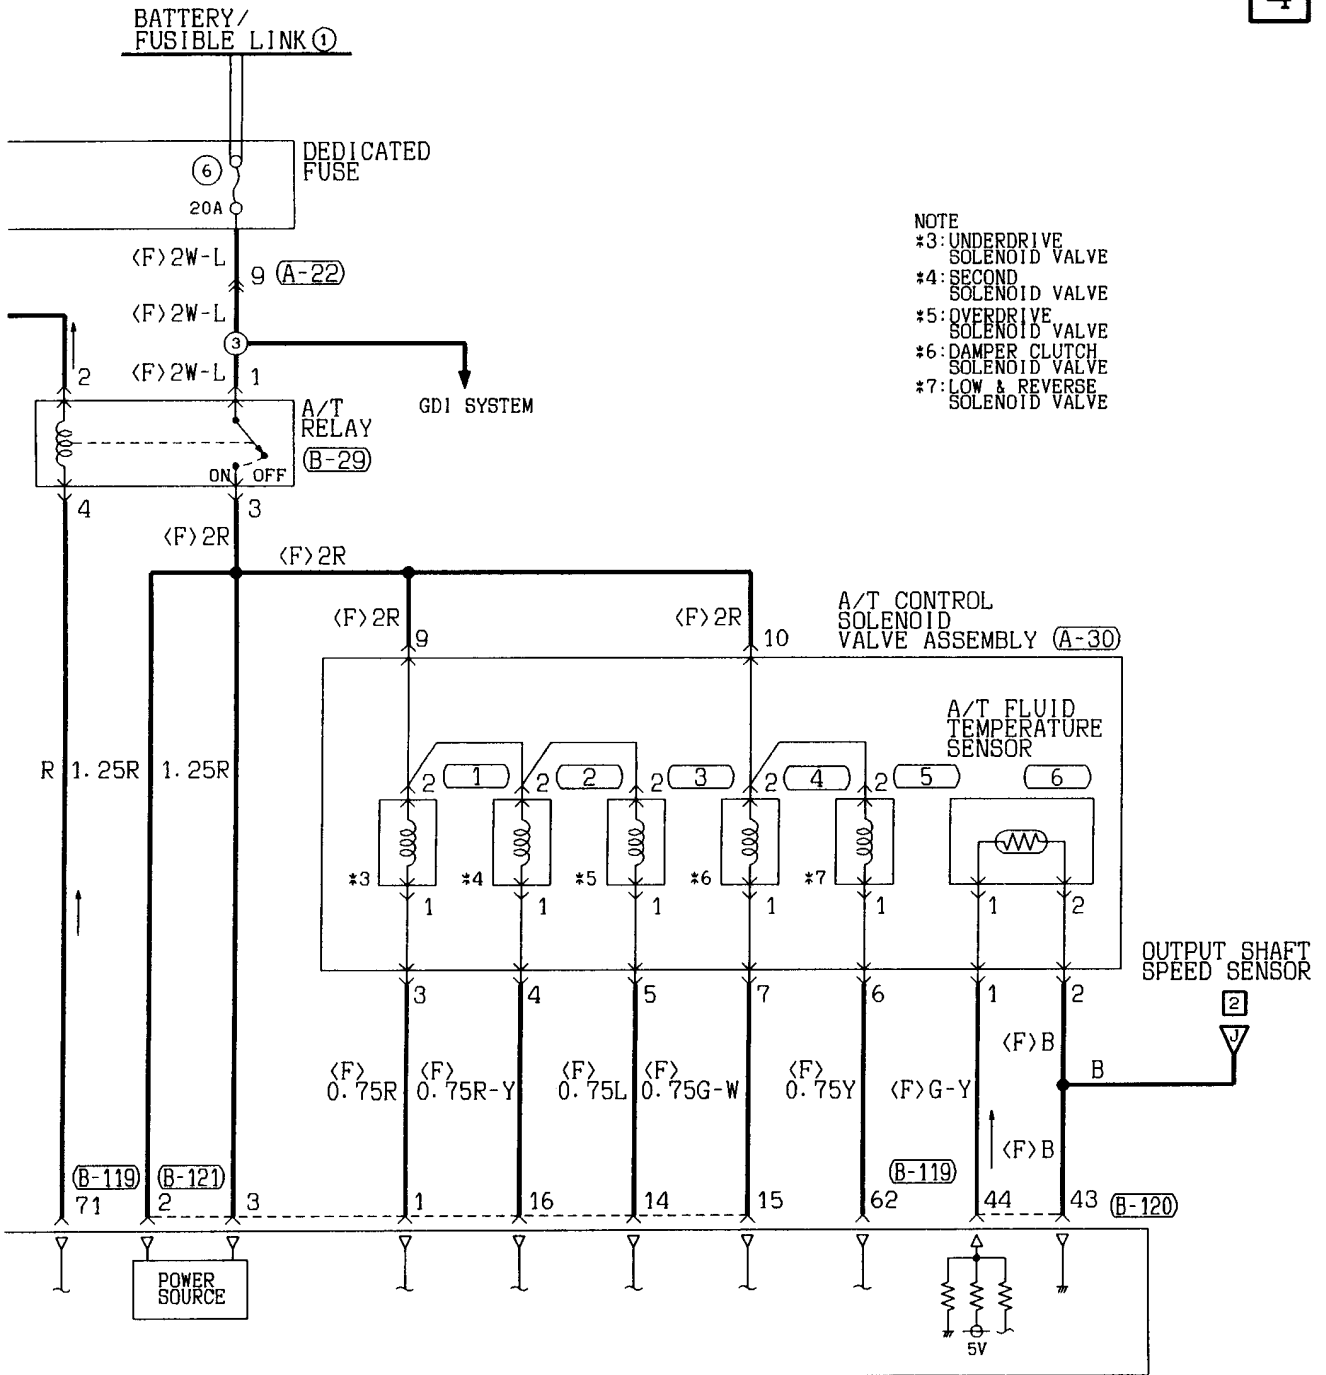 4
BATTERY/
FUSIBLE LINK ①
DEDICATED
FUSE
⑥
20A
<F>2W-L
9 (A-22)
<F>2W-L
③
2 <F>2W-L 1
GDI SYSTEM
A/T
RELAY
(B-29)
ON OFF
4 3
<F>2R
<F>2R
NOTE
*3:UNDERDRIVE
SOLENOID VALVE
*4:SECOND
SOLENOID VALVE
*5:OVERDRIVE
SOLENOID VALVE
*6:DAMPER CLUTCH
SOLENOID VALVE
*7:LOW & REVERSE
SOLENOID VALVE
<F>2R 9 <F>2R 10
A/T CONTROL
SOLENOID
VALVE ASSEMBLY (A-30)
A/T FLUID
TEMPERATURE
SENSOR
R 1.25R 1.25R
2 1 2 2 2 3 2 4 2 5 6
*3 *4 *5 *6 *7
1 1 1 1 1 1 2
3 4 5 7 6 1 2
OUTPUT SHAFT
SPEED SENSOR
2
J
<F>B
B
<F> <F> <F> <F> <F>
0.75R 0.75R-Y 0.75L 0.75G-W 0.75Y <F>G-Y
<F>B
(B-119) (B-121) (B-119)
71 2 3 1 16 14 15 62 44 43 (B-120)
POWER
SOURCE
5V